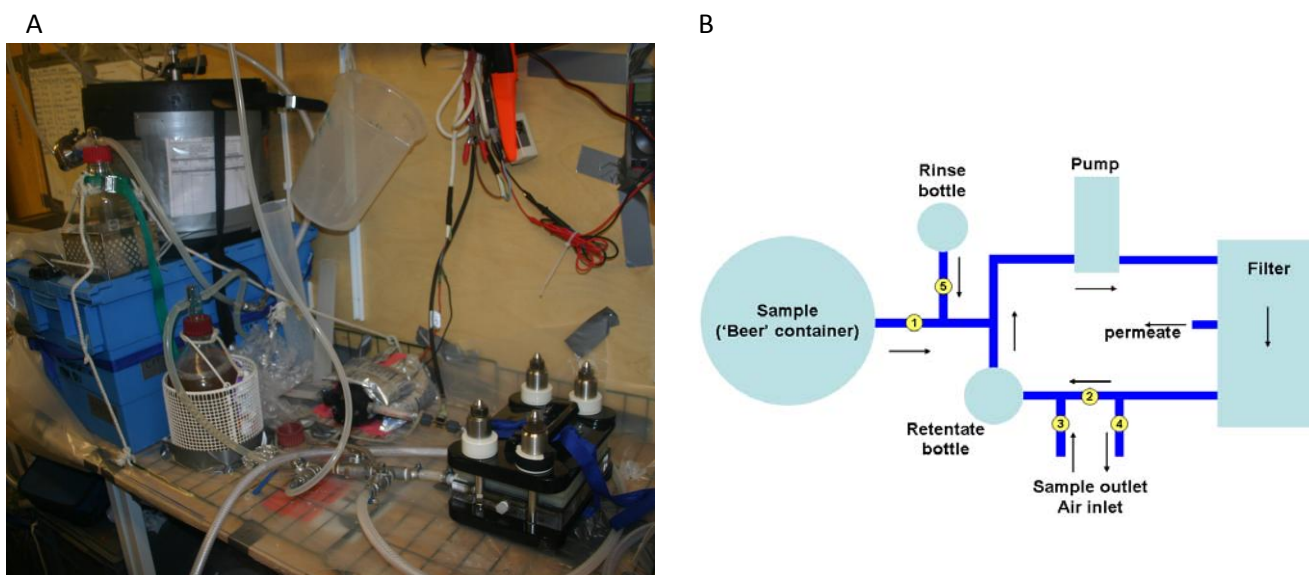 A
B
Rinse
bottle
Pump
Sample
('Beer' container)
Filter
permeate
Retentate
bottle
Sample outlet
Air inlet
1
2
3
4
5